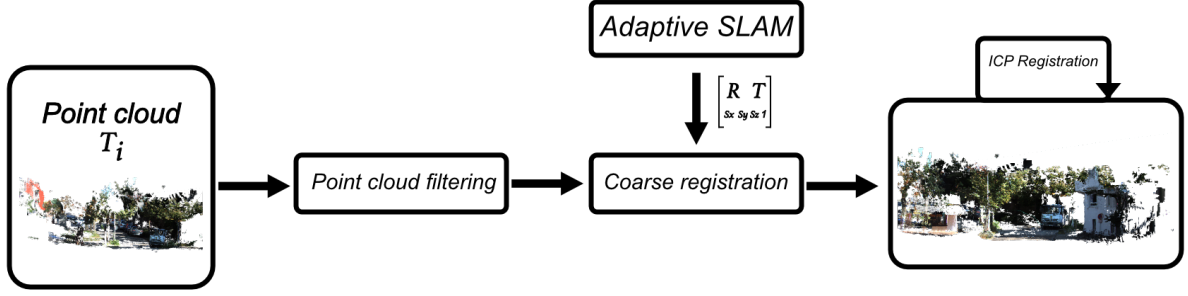 Point cloud
T_i
Point cloud filtering
Adaptive SLAM
R T
Sx Sy Sz 1
Coarse registration
ICP Registration